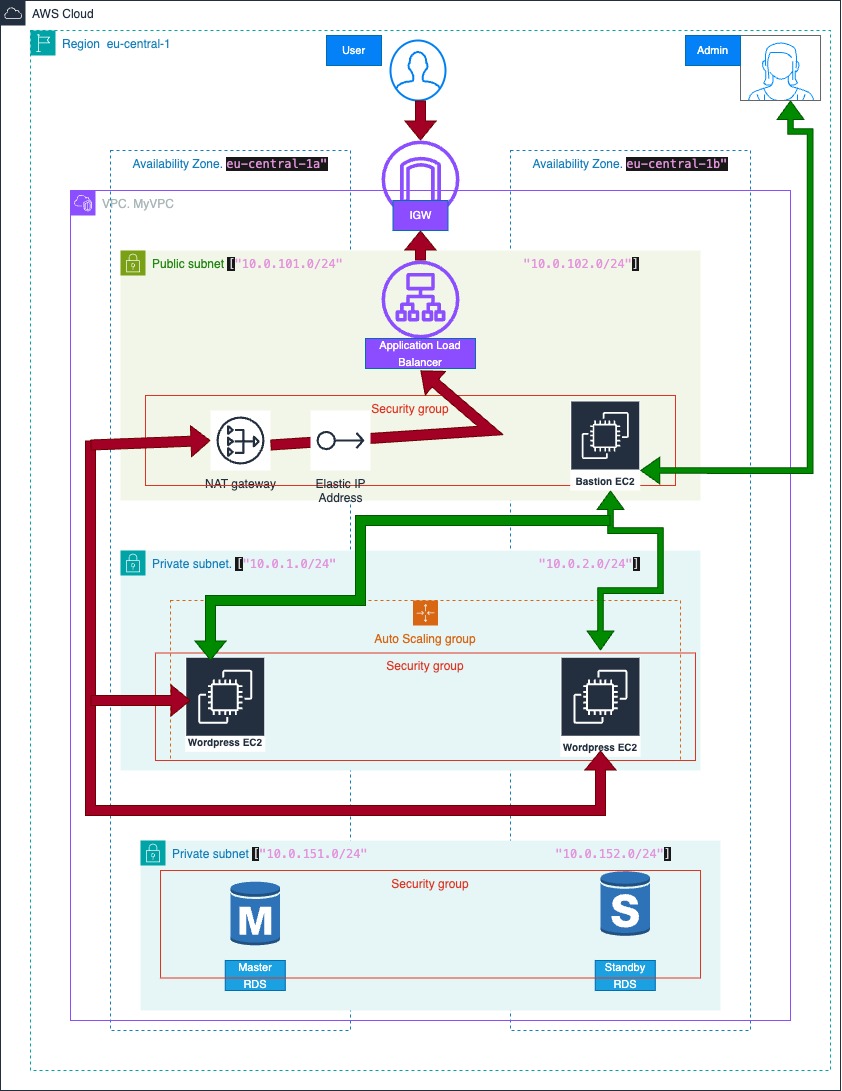 AWS Cloud
Region eu-central-1
User
Admin
Availability Zone. eu-central-1a"
Availability Zone. eu-central-1b"
VPC. MyVPC
IGW
Public subnet ["10.0.101.0/24"
"10.0.102.0/24"]
Application Load
Balancer
Security group
NAT gateway
Elastic IP
Address
Bastion EC2
Private subnet. ["10.0.1.0/24"
"10.0.2.0/24"]
Auto Scaling group
Security group
Wordpress EC2
Wordpress EC2
Private subnet ["10.0.151.0/24"
"10.0.152.0/24"]
Security group
M
S
Master
RDS
Standby
RDS